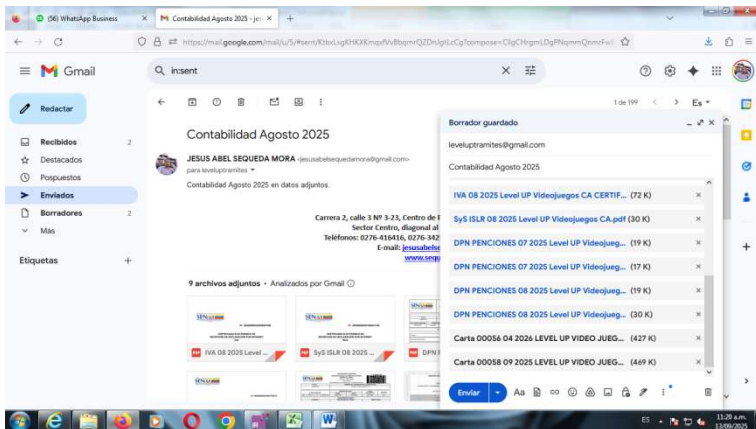 (56) WhatsApp Business
Contabilidad Agosto 2025 - jesu
https://mail.google.com/mail/u/5/#sent/
Gmail
in:sent
Redactar
Recibidos 2
Destacados
Pospuestos
Enviados
Borradores 2
Más
Etiquetas
1 de 199
Es
Contabilidad Agosto 2025
JESUS ABEL SEQUEDA MORA <jesusabelsequedamora@gmail.com>
para leveluptramites
Contabilidad Agosto 2025 en datos adjuntos.
Carrera 2, calle 3 Nº 3-23, Centro de
Sector Centro, diagonal al
Teléfonos: 0276-416416, 0276-342
E-mail: jesusabelse
www.sequ
9 archivos adjuntos • Analizados por Gmail
IVA 08 2025 Level ...
SyS ISLR 08 2025 ...
DPN
Borrador guardado
leveluptramites@gmail.com
Contabilidad Agosto 2025
IVA 08 2025 Level UP Videojuegos CA CERTIF... (72 K)
SyS ISLR 08 2025 Level UP Videojuegos CA.pdf (30 K)
DPN PENCIONES 07 2025 Level UP Videojueg... (19 K)
DPN PENCIONES 07 2025 Level UP Videojueg... (17 K)
DPN PENCIONES 08 2025 Level UP Videojueg... (19 K)
DPN PENCIONES 08 2025 Level UP Videojueg... (30 K)
Carta 00056 04 2026 LEVEL UP VIDEO JUEG... (427 K)
Carta 00058 09 2025 LEVEL UP VIDEO JUEG... (469 K)
Enviar
ES
11:20 a.m.
13/09/2025